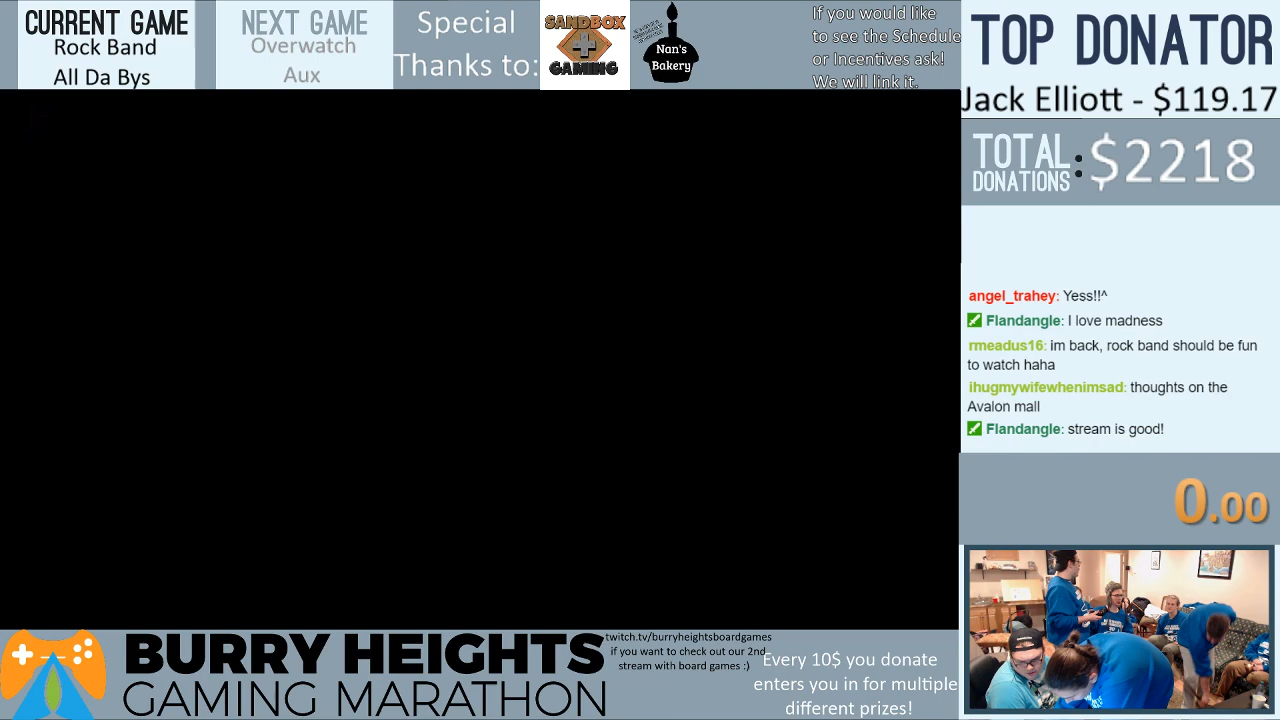 CURRENT GAME
Rock Band
All Da Bys
NEXT GAME
Overwatch
Aux
Special
Thanks to:
SANDBOX
GAMING
Nan's
Bakery
If you would like
to see the Schedule
or Incentives ask!
We will link it.
TOP DONATOR
Jack Elliott - $119.17
TOTAL
DONATIONS
: $2218
angel_trahey: Yess!!^
Flandangle: I love madness
rmeadus16: im back, rock band should be fun
to watch haha
ihugmywifewhenimsad: thoughts on the
Avalon mall
Flandangle: stream is good!
0.00
BURRY HEIGHTS
GAMING MARATHON
twitch.tv/burryheightsboardgames
if you want to check out our 2nd
stream with board games :)
Every 10$ you donate
enters you in for multiple
different prizes!